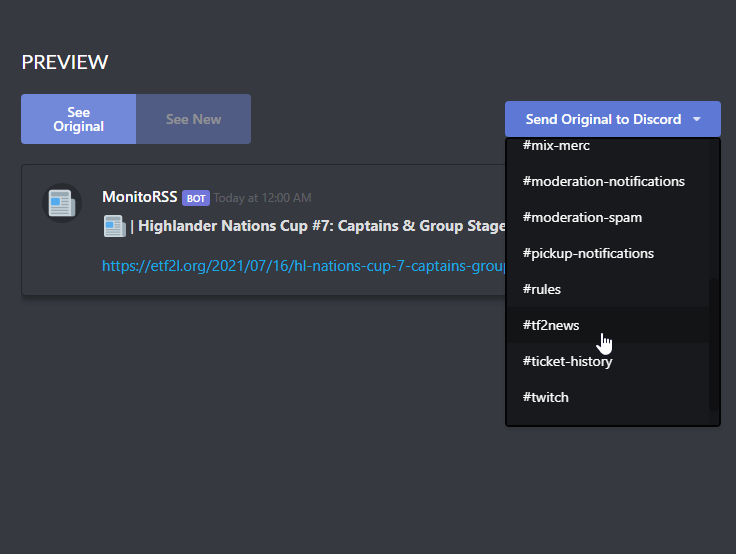 PREVIEW
See
Original
See New
Send Original to Discord
MonitoRSS BOT Today at 12:00 AM
| Highlander Nations Cup #7: Captains & Group Stage
https://etf2l.org/2021/07/16/hl-nations-cup-7-captains-group
#mix-merc
#moderation-notifications
#moderation-spam
#pickup-notifications
#rules
#tf2news
#ticket-history
#twitch